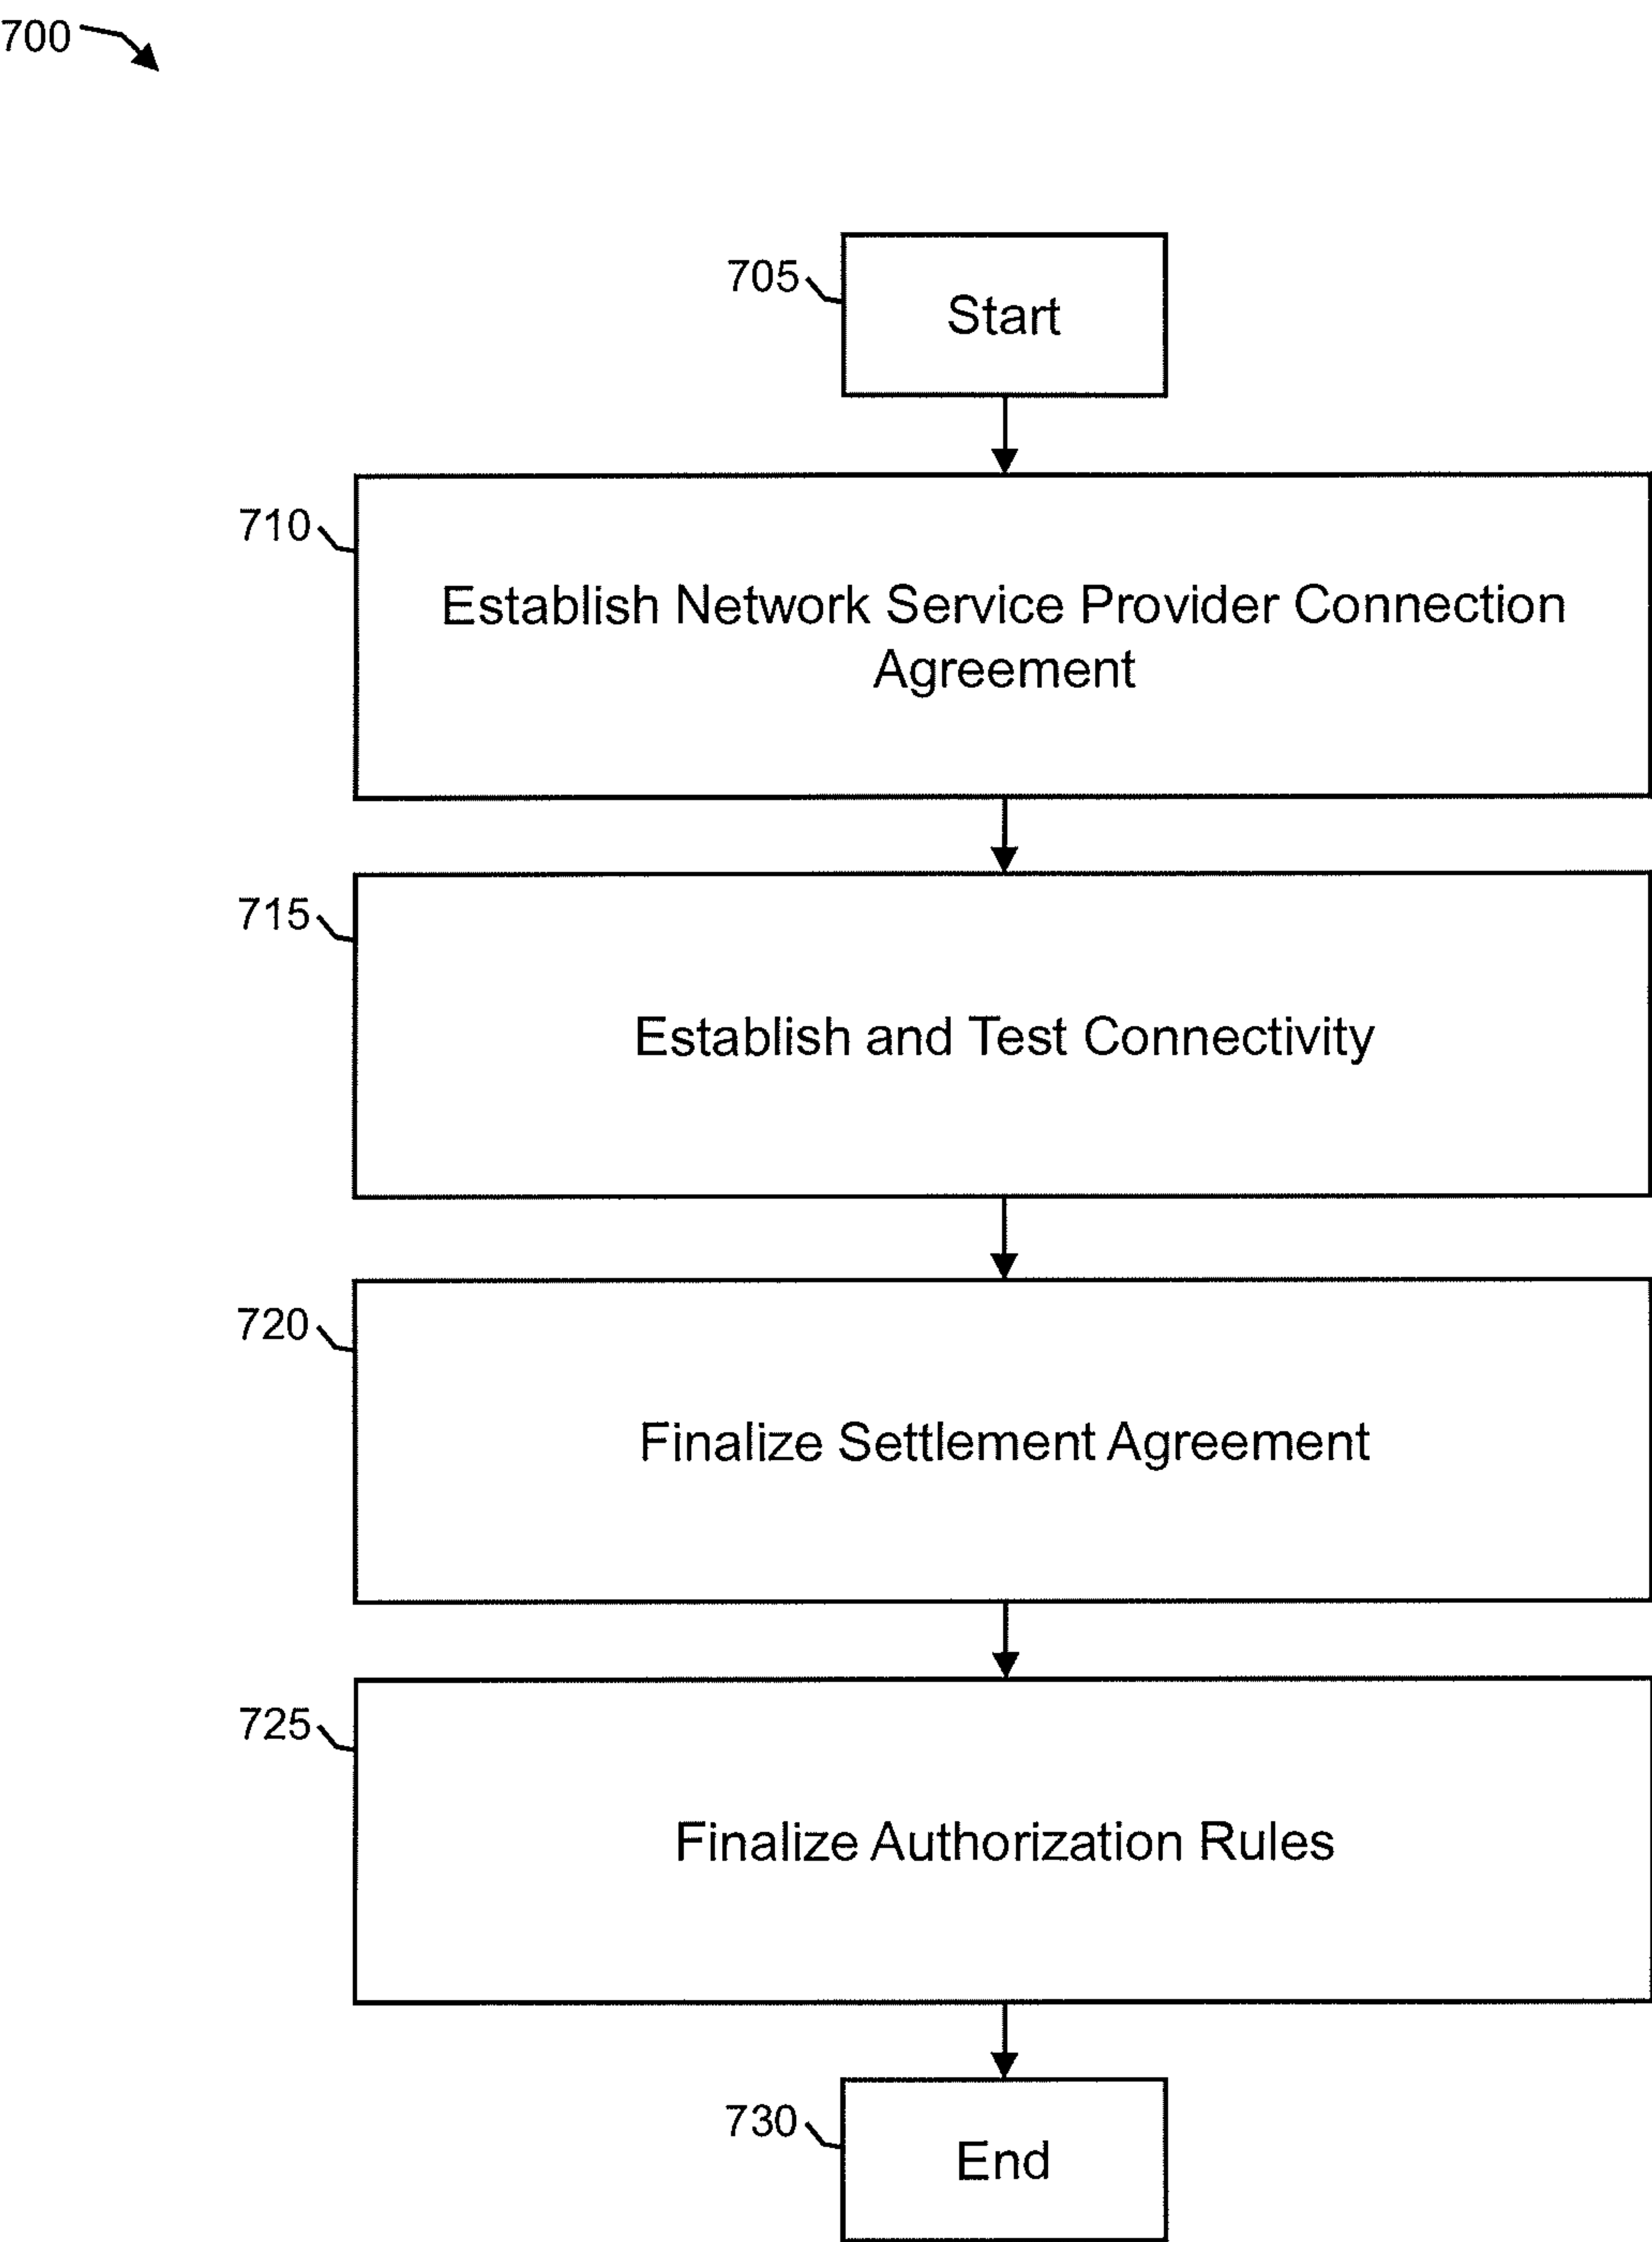 700
705
Start
710
Establish Network Service Provider Connection
Agreement
715
Establish and Test Connectivity
720
Finalize Settlement Agreement
725
Finalize Authorization Rules
730
End